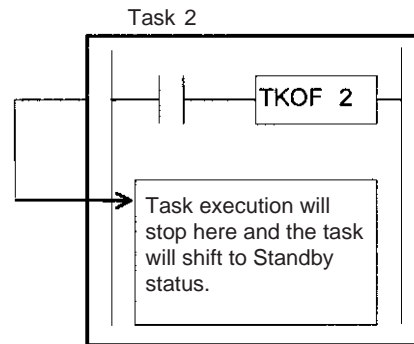 Task 2
TKOF 2
Task execution will
stop here and the task
will shift to Standby
status.